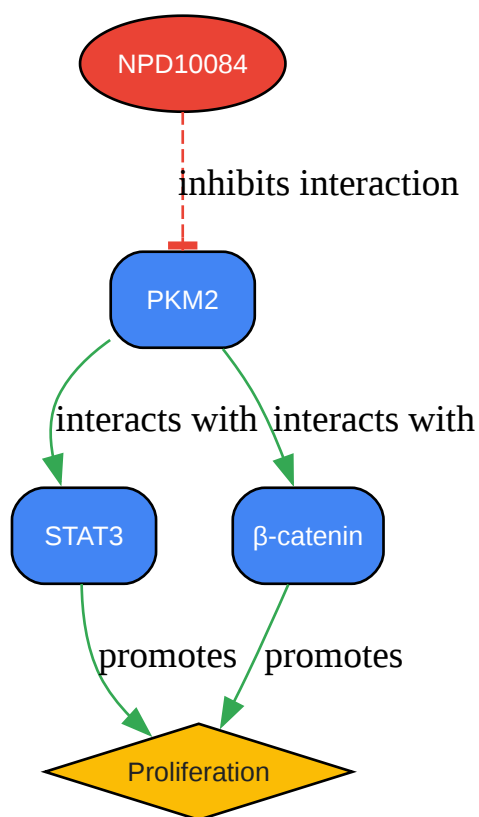 NPD10084
inhibits interaction
PKM2
interacts with
interacts with
STAT3
β-catenin
promotes
promotes
Proliferation